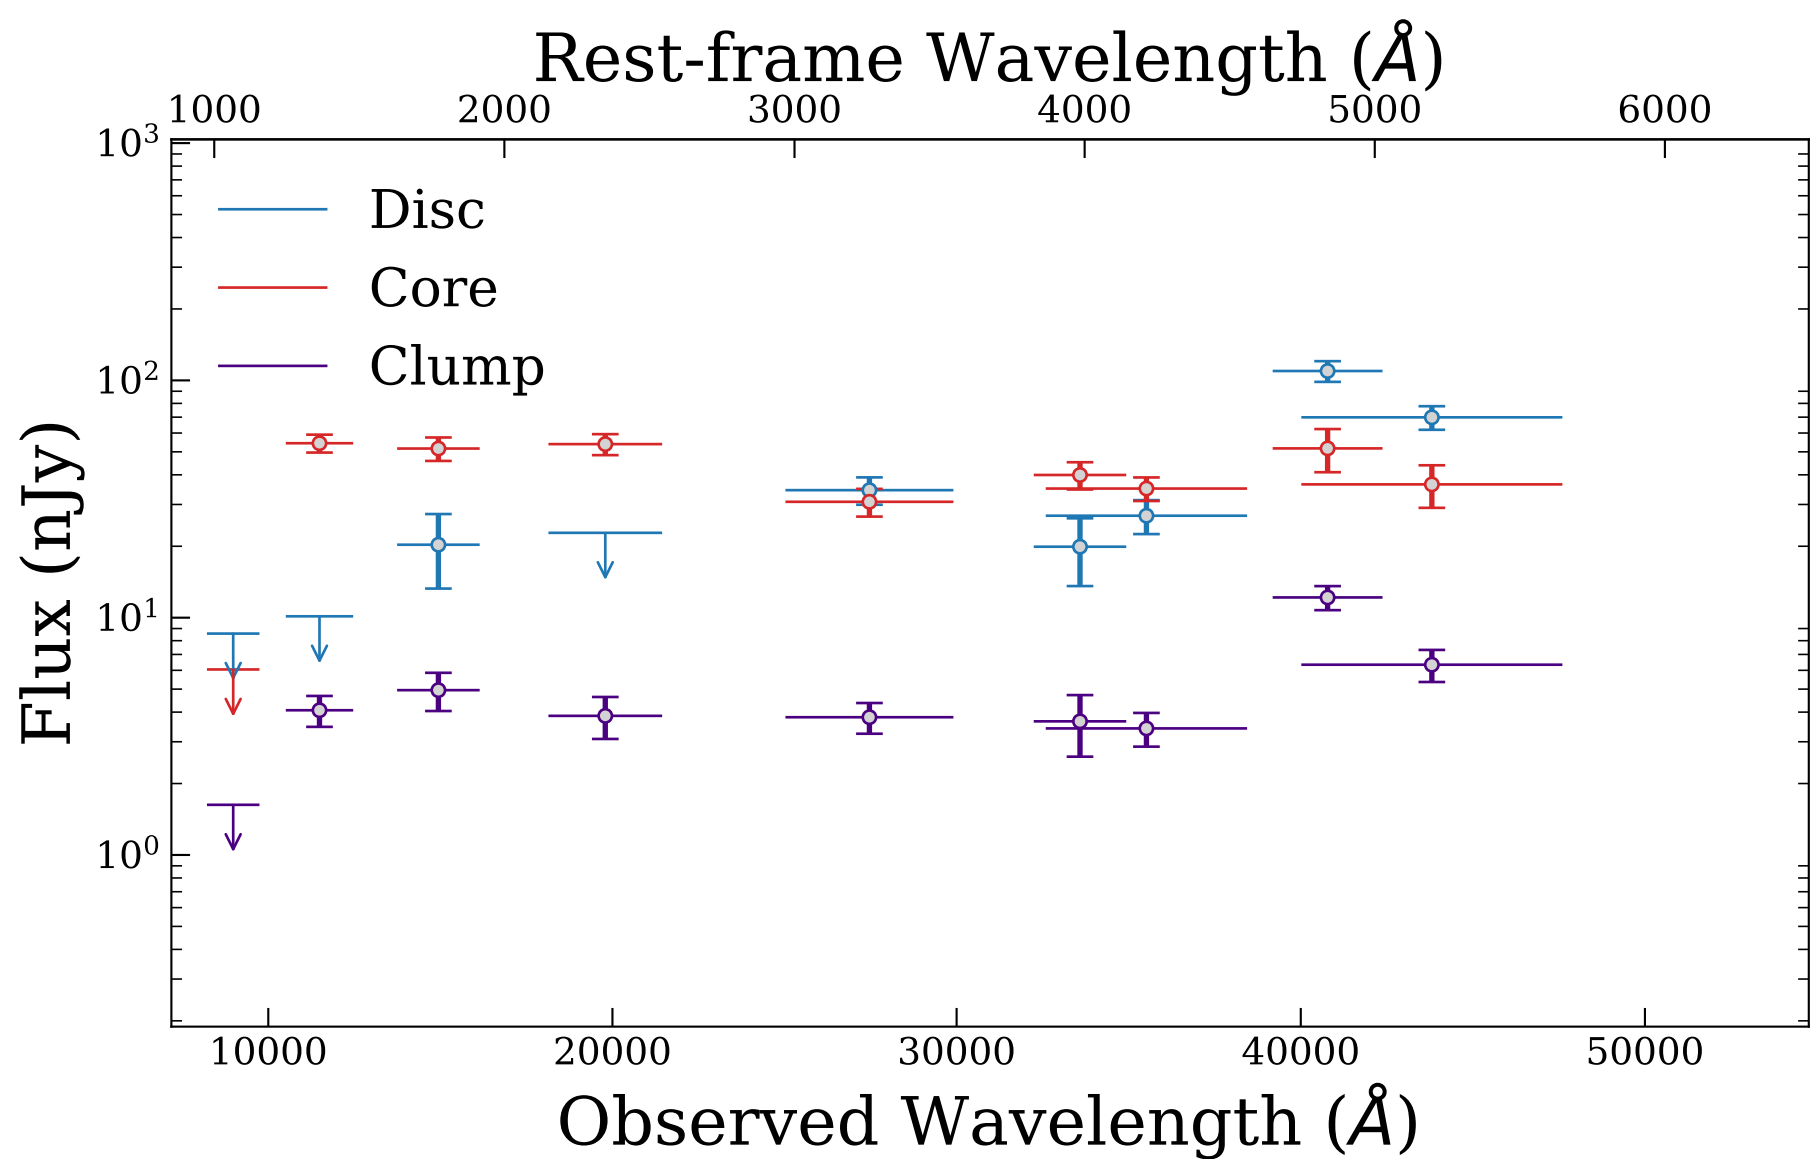 Rest-frame Wavelength (Å)
1000 2000 3000 4000 5000 6000
10³
10²
10¹
10⁰
Flux (nJy)
Disc
Core
Clump
10000 20000 30000 40000 50000
Observed Wavelength (Å)